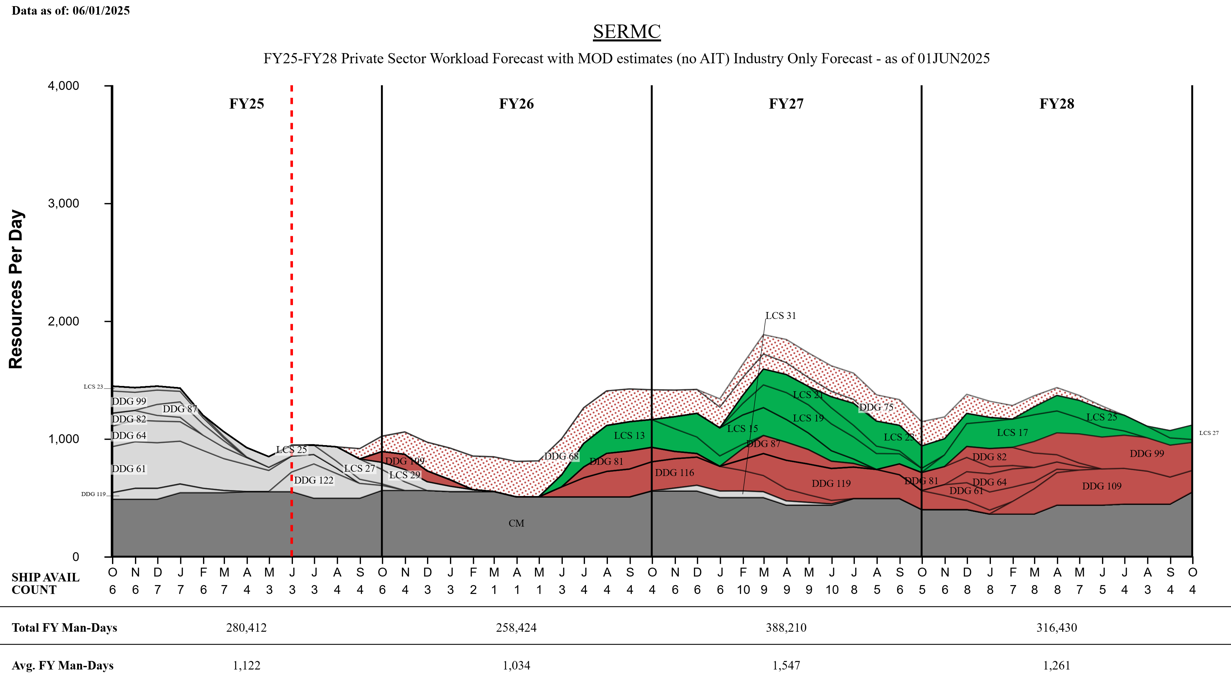 Data as of: 06/01/2025
SERMC
FY25-FY28 Private Sector Workload Forecast with MOD estimates (no AIT) Industry Only Forecast - as of 01JUN2025
Resources Per Day
4,000
3,000
2,000
1,000
0
FY25
FY26
FY27
FY28
LCS 31
LCS 23
DDG 99
DDG 87
DDG 82
DDG 64
DDG 61
DDG 119
LCS 25
DDG 122
LCS 27
DDG 109
LCS 29
CM
DDG 68
LCS 13
DDG 81
DDG 116
LCS 15
DDG 87
LCS 21
LCS 19
DDG 75
DDG 119
DDG 81
LCS 17
LCS 25
LCS 27
DDG 82
DDG 64
DDG 61
DDG 99
DDG 109
O N D J F M A M J J A S O N D J F M A M J J A S O N D J F M A M J J A S O N D J F M A M J J A S O
SHIP AVAIL
COUNT
6 6 7 7 6 7 4 3 3 3 4 4 6 4 3 3 2 2 1 1 3 4 4 4 4 6 6 6 10 9 9 9 10 8 5 6 5 6 8 8 7 7 8 7 5 4 3 4 4
Total FY Man-Days
280,412
258,424
388,210
316,430
Avg. FY Man-Days
1,122
1,034
1,547
1,261